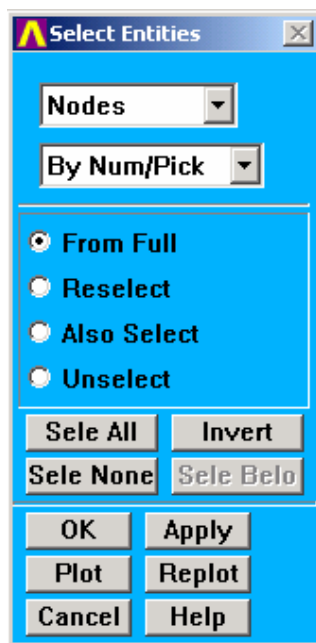 Select Entities
Nodes
By Num/Pick
From Full
Reselect
Also Select
Unselect
Sele All Invert
Sele None Sele Belo
OK Apply
Plot Replot
Cancel Help